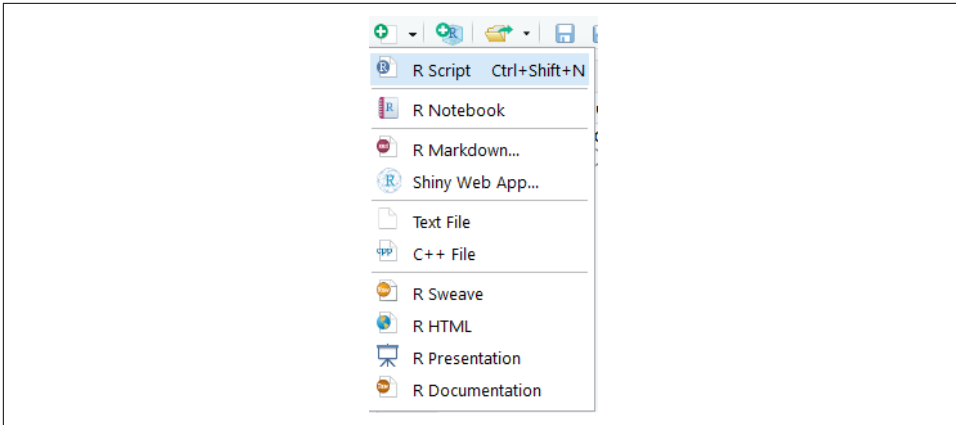 R Script Ctrl+Shift+N
R Notebook
R Markdown...
Shiny Web App...
Text File
C++ File
R Sweave
R HTML
R Presentation
R Documentation